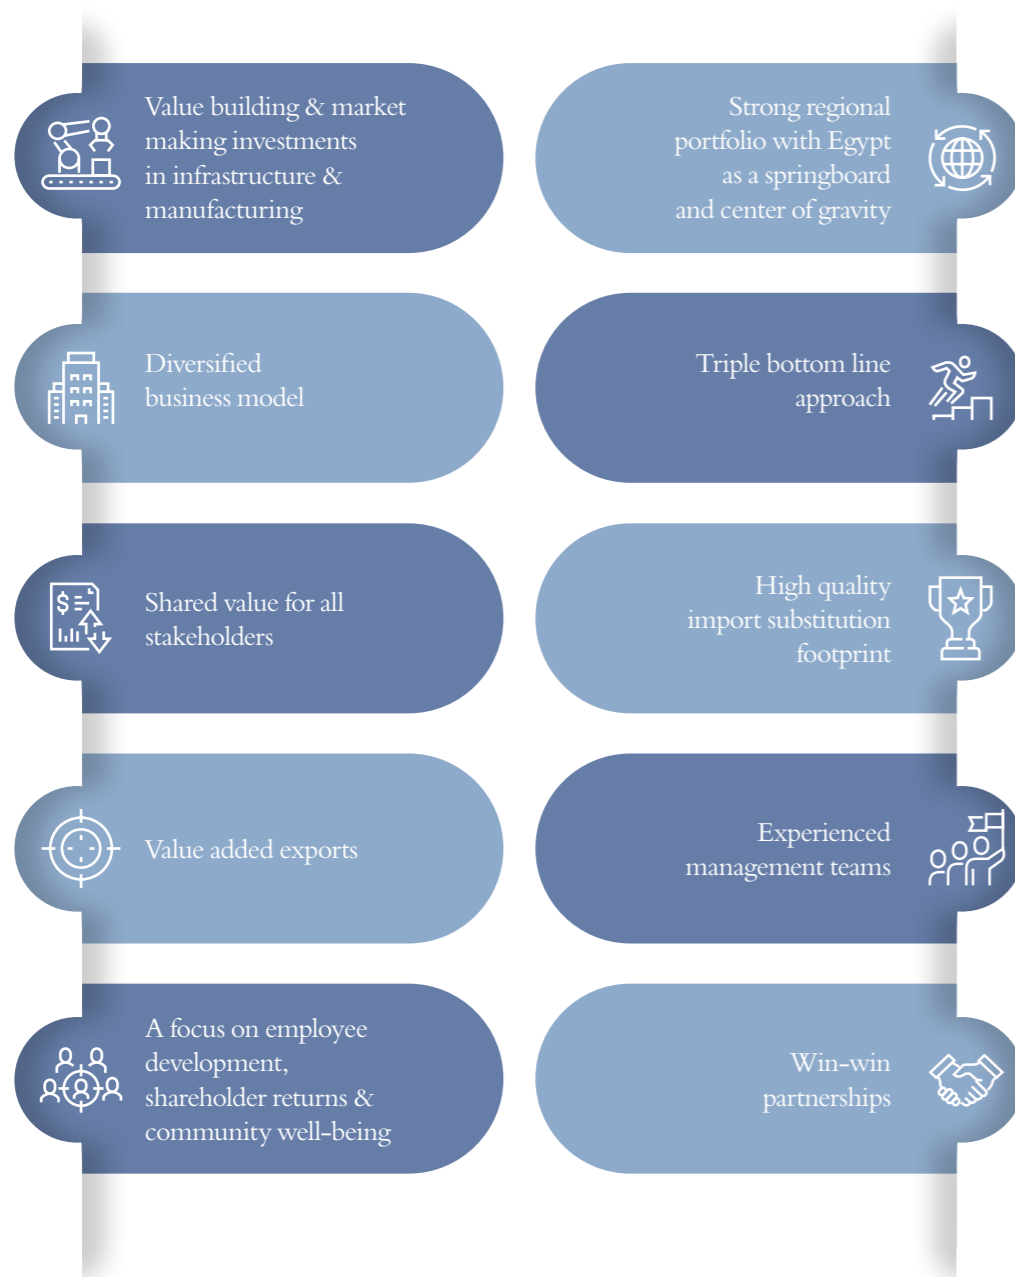 Value building & market
making investments
in infrastructure &
manufacturing
Strong regional
portfolio with Egypt
as a springboard
and center of gravity
Diversified
business model
Triple bottom line
approach
Shared value for all
stakeholders
High quality
import substitution
footprint
Value added exports
Experienced
management teams
A focus on employee
development,
shareholder returns &
community well-being
Win-win
partnerships